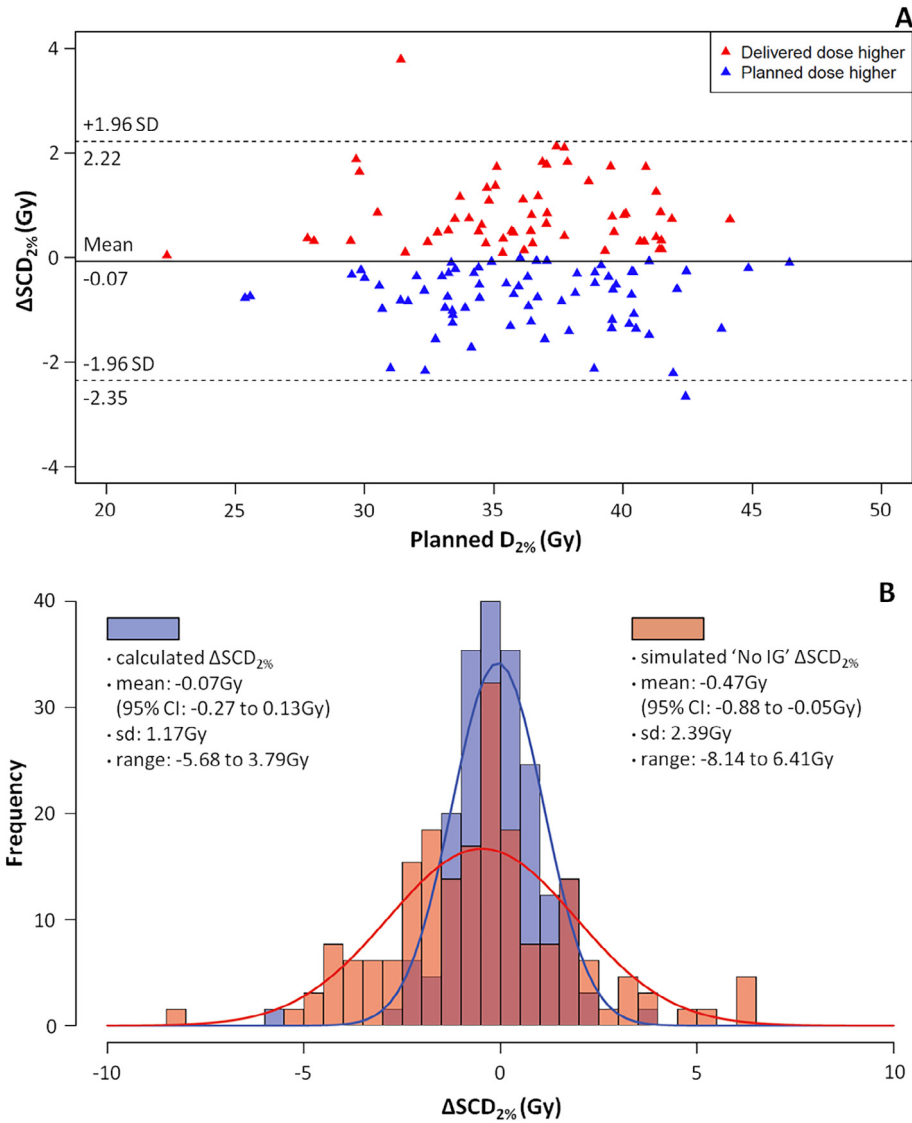 A
Delivered dose higher
Planned dose higher
+1.96 SD
2.22
Mean
-0.07
-1.96 SD
-2.35
4
2
0
-2
-4
ΔSCD2% (Gy)
20 25 30 35 40 45 50
Planned D2% (Gy)
B
40
30
20
10
0
Frequency
• calculated ΔSCD2%
• mean: -0.07Gy
(95% CI: -0.27 to 0.13Gy)
• sd: 1.17Gy
• range: -5.68 to 3.79Gy
• simulated ‘No IG’ ΔSCD2%
• mean: -0.47Gy
(95% CI: -0.88 to -0.05Gy)
• sd: 2.39Gy
• range: -8.14 to 6.41Gy
-10 -5 0 5 10
ΔSCD2% (Gy)